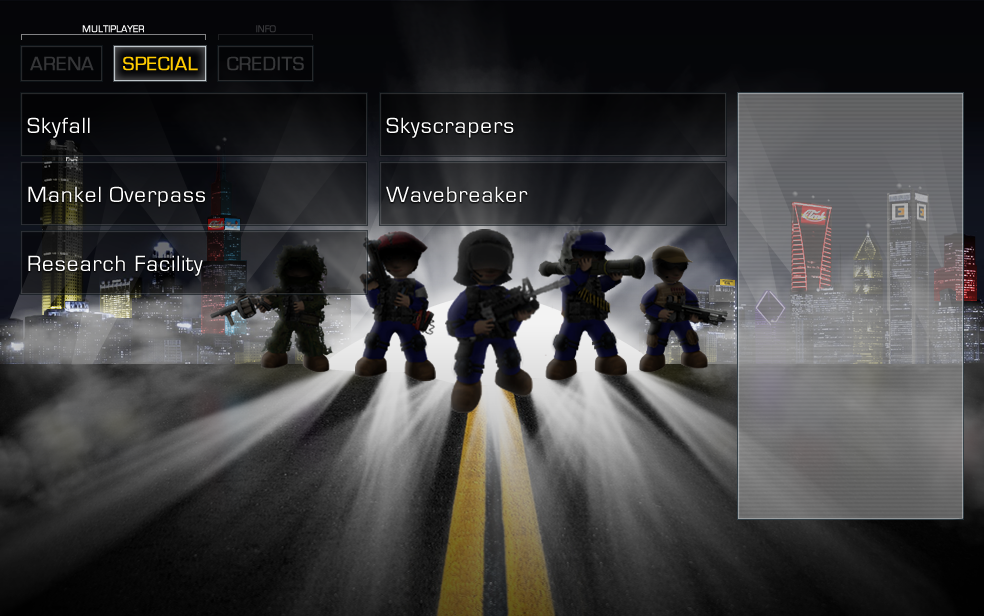 MULTIPLAYER
INFO
ARENA
SPECIAL
CREDITS
Skyfall
Skyscrapers
Mankel Overpass
Wavebreaker
Research Facility